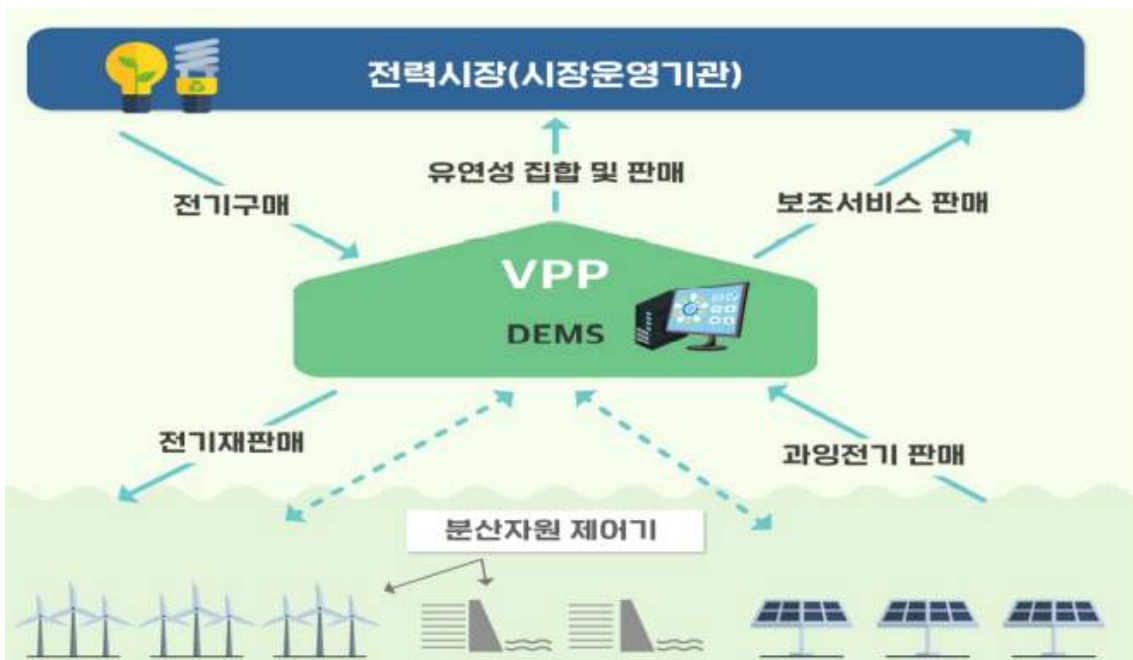 전력시장(시장운영기관)
유연성 집합 및 판매
전기구매
보조서비스 판매
VPP
DEMS
전기재판매
과잉전기 판매
분산자원 제어기